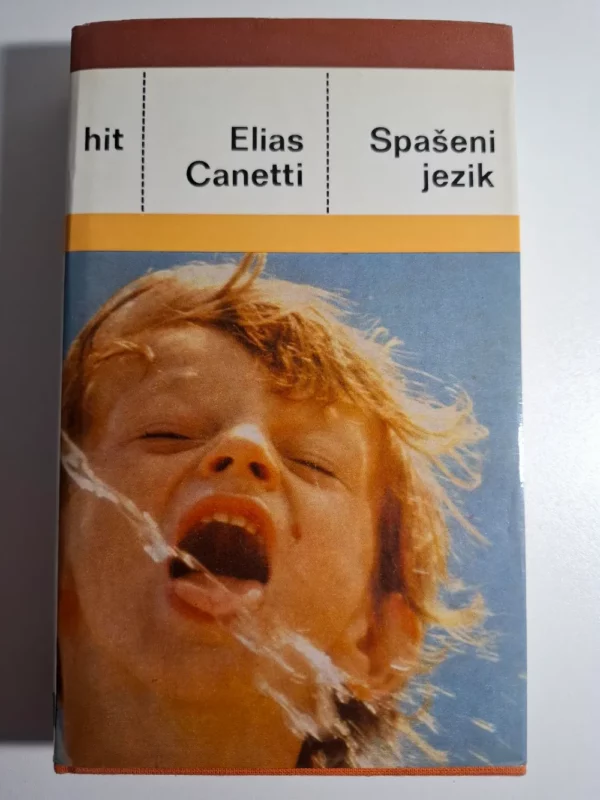 hit
Elias
Canetti
Spašeni
jezik